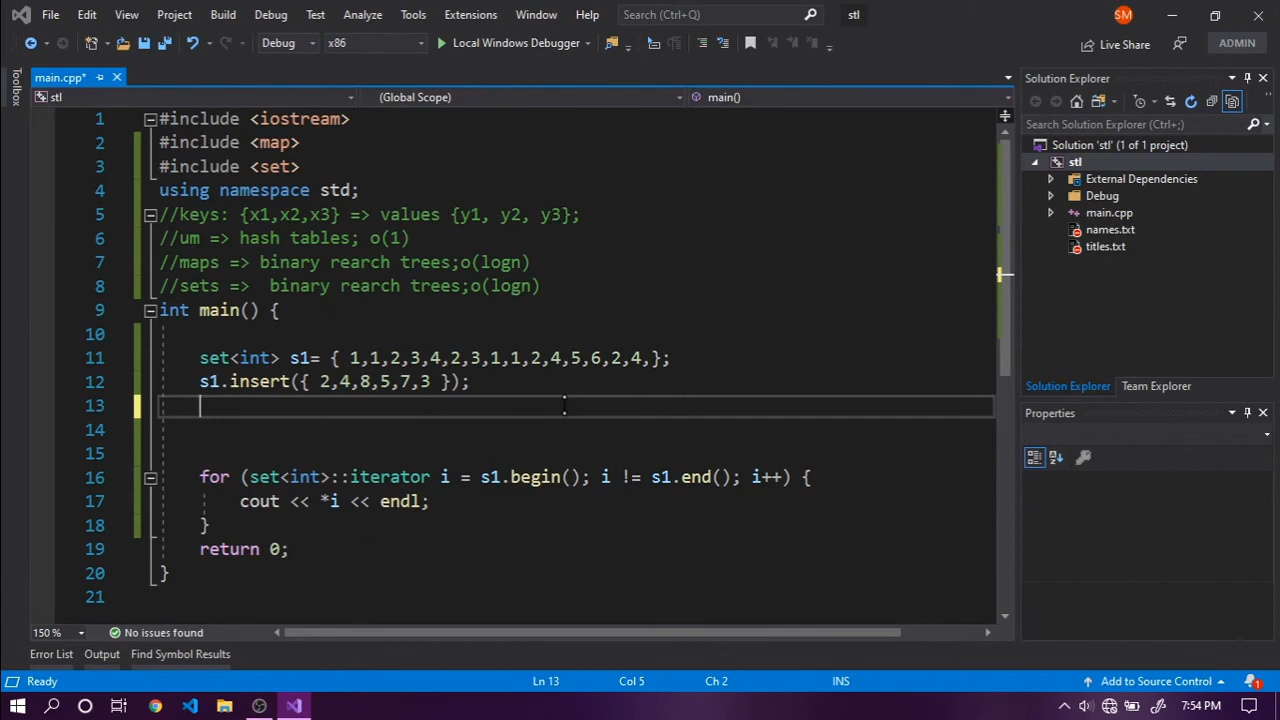 File Edit View Project Build Debug Test Analyze Tools Extensions Window Help Search (Ctrl+Q) stl SM
Debug x86 Local Windows Debugger Live Share ADMIN
Toolbox
main.cpp*
stl (Global Scope) main()
1 #include <iostream>
2 #include <map>
3 #include <set>
4 using namespace std;
5 //keys: {x1,x2,x3} => values {y1, y2, y3};
6 //um => hash tables; o(1)
7 //maps => binary rearch trees;o(logn)
8 //sets =>  binary rearch trees;o(logn)
9 int main() {
10
11 set<int> s1= { 1,1,2,3,4,2,3,1,1,2,4,5,6,2,4,};
12 s1.insert({ 2,4,8,5,7,3 });
13
14
15
16 for (set<int>::iterator i = s1.begin(); i != s1.end(); i++) {
17 cout << *i << endl;
18 }
19 return 0;
20 }
21
150 % No issues found
Error List Output Find Symbol Results
Solution Explorer
Search Solution Explorer (Ctrl+;)
Solution 'stl' (1 of 1 project)
stl
External Dependencies
Debug
main.cpp
names.txt
titles.txt
Solution Explorer Team Explorer
Properties
Ready Ln 13 Col 5 Ch 2 INS Add to Source Control 1
7:54 PM